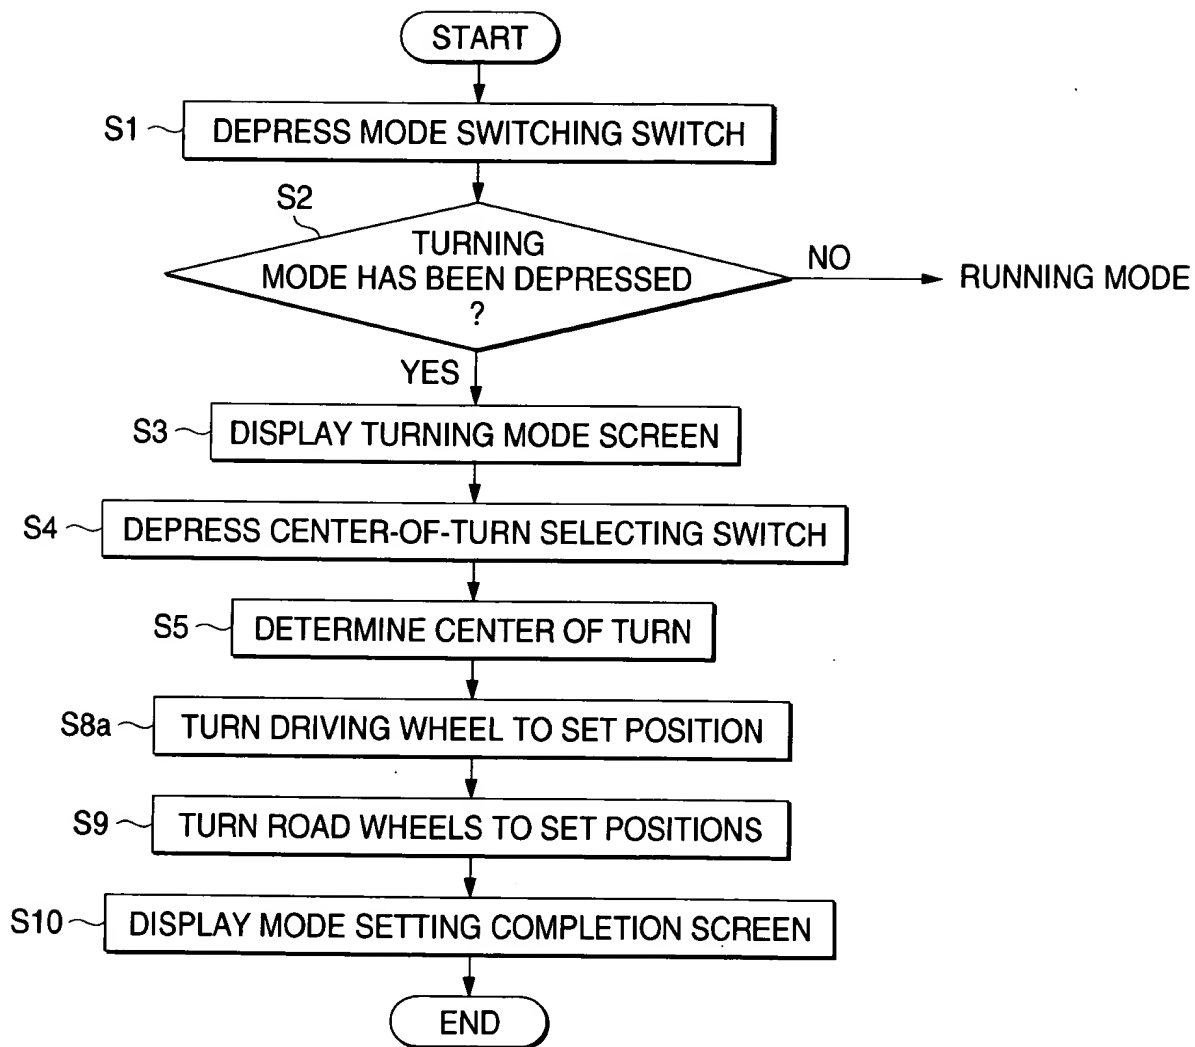 START
S1
DEPRESS MODE SWITCHING SWITCH
S2
TURNING
MODE HAS BEEN DEPRESSED
?
NO
RUNNING MODE
YES
S3
DISPLAY TURNING MODE SCREEN
S4
DEPRESS CENTER-OF-TURN SELECTING SWITCH
S5
DETERMINE CENTER OF TURN
S8a
TURN DRIVING WHEEL TO SET POSITION
S9
TURN ROAD WHEELS TO SET POSITIONS
S10
DISPLAY MODE SETTING COMPLETION SCREEN
END